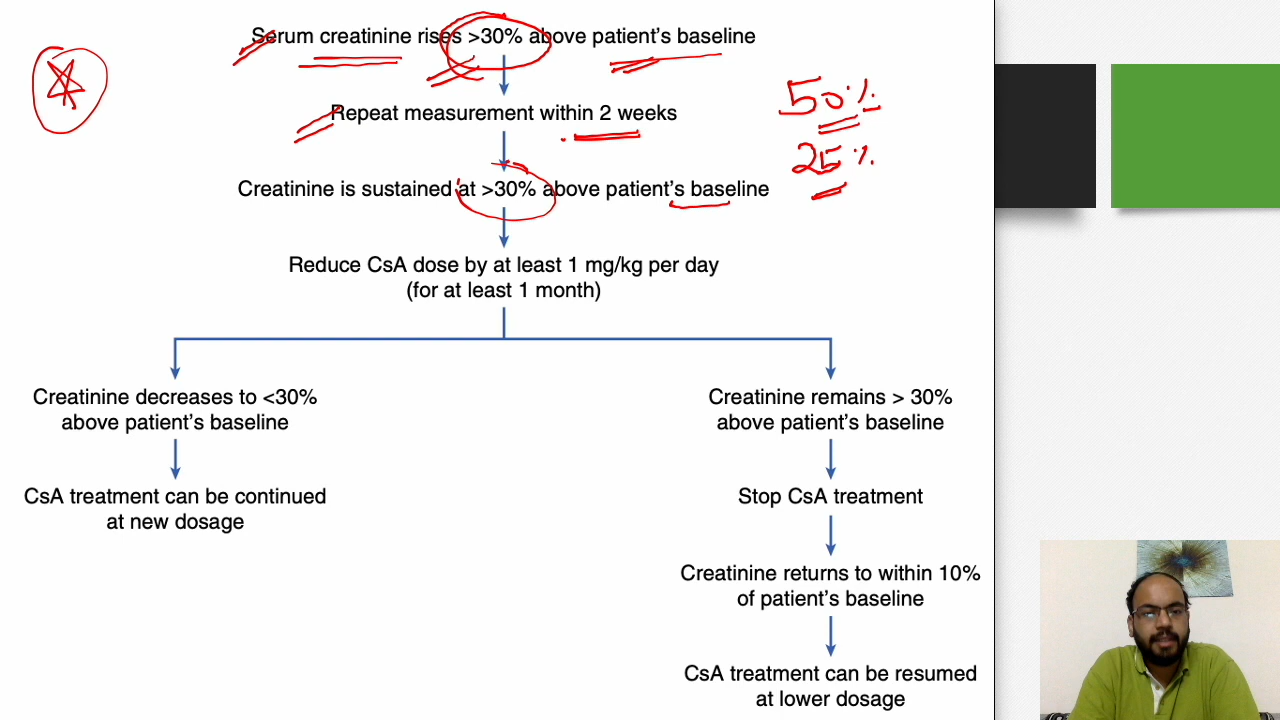 Serum creatinine rises >30% above patient's baseline
50%
Repeat measurement within 2 weeks
25%
Creatinine is sustained at >30% above patient's baseline
Reduce CsA dose by at least 1 mg/kg per day
(for at least 1 month)
Creatinine decreases to <30%
above patient's baseline
CsA treatment can be continued
at new dosage
Creatinine remains > 30%
above patient's baseline
Stop CsA treatment
Creatinine returns to within 10%
of patient's baseline
CsA treatment can be resumed
at lower dosage